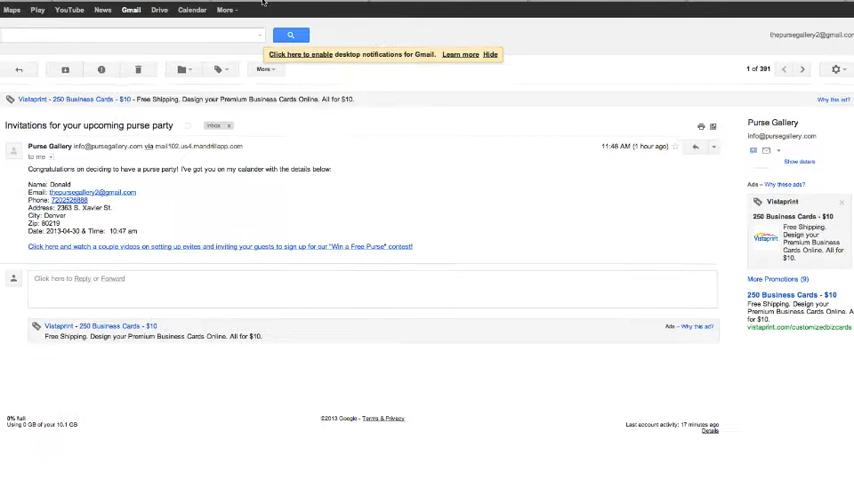 Maps Play YouTube News Gmail Drive Calendar More
thepursegallery2@gmail.com
Click here to enable desktop notifications for Gmail. Learn more Hide
More
1 of 391
Vistaprint - 250 Business Cards - $10 - Free Shipping. Design your Premium Business Cards Online. All for $10.
Why this ad?
Invitations for your upcoming purse party
Inbox x
Purse Gallery info@pursegallery.com via mail102.us4.mandrillapp.com
11:46 AM (1 hour ago)
to me
Congratulations on deciding to have a purse party! I've got you on my calander with the details below:
Name: Donald
Email: thepursegallery2@gmail.com
Phone: 7202526888
Address: 2363 S. Xavier St.
City: Denver
Zip: 80219
Date: 2013-04-30 & Time: 10:47 am
Click here and watch a couple videos on setting up evites and inviting your guests to sign up for our "Win a Free Purse" contest!
Click here to Reply or Forward
Vistaprint - 250 Business Cards - $10
Ads – Why this ad?
Free Shipping. Design your Premium Business Cards Online. All for $10.
0% full
Using 0 GB of your 10.1 GB
©2013 Google - Terms & Privacy
Last account activity: 17 minutes ago
Details
Purse Gallery
info@pursegallery.com
Show details
Ads – Why these ads?
Vistaprint
250 Business Cards - $10
Vistaprint
Free Shipping.
Design your
Premium Business
Cards Online. All for
$10.
More Promotions (9)
250 Business Cards - $10
Free Shipping. Design your
Premium Business Cards Online. All
for $10.
vistaprint.com/customizedbizcards